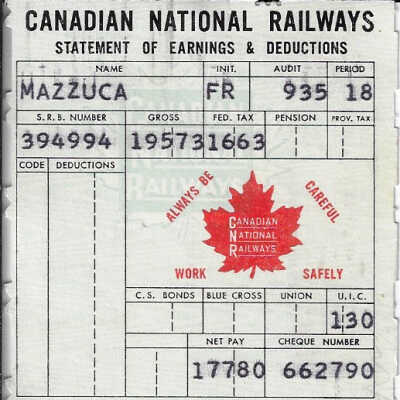 CANADIAN NATIONAL RAILWAYS
STATEMENT OF EARNINGS & DEDUCTIONS
NAME INIT. AUDIT PERIOD
MAZZUCA FR 935 18
S.R.B. NUMBER GROSS FED. TAX PENSION PROV. TAX
394994 19573 1663
CODE DEDUCTIONS
ALWAYS BE CAREFUL
CANADIAN
NATIONAL
RAILWAYS
WORK SAFELY
C.S. BONDS BLUE CROSS UNION U.I.C.
130
NET PAY CHEQUE NUMBER
17780 662790